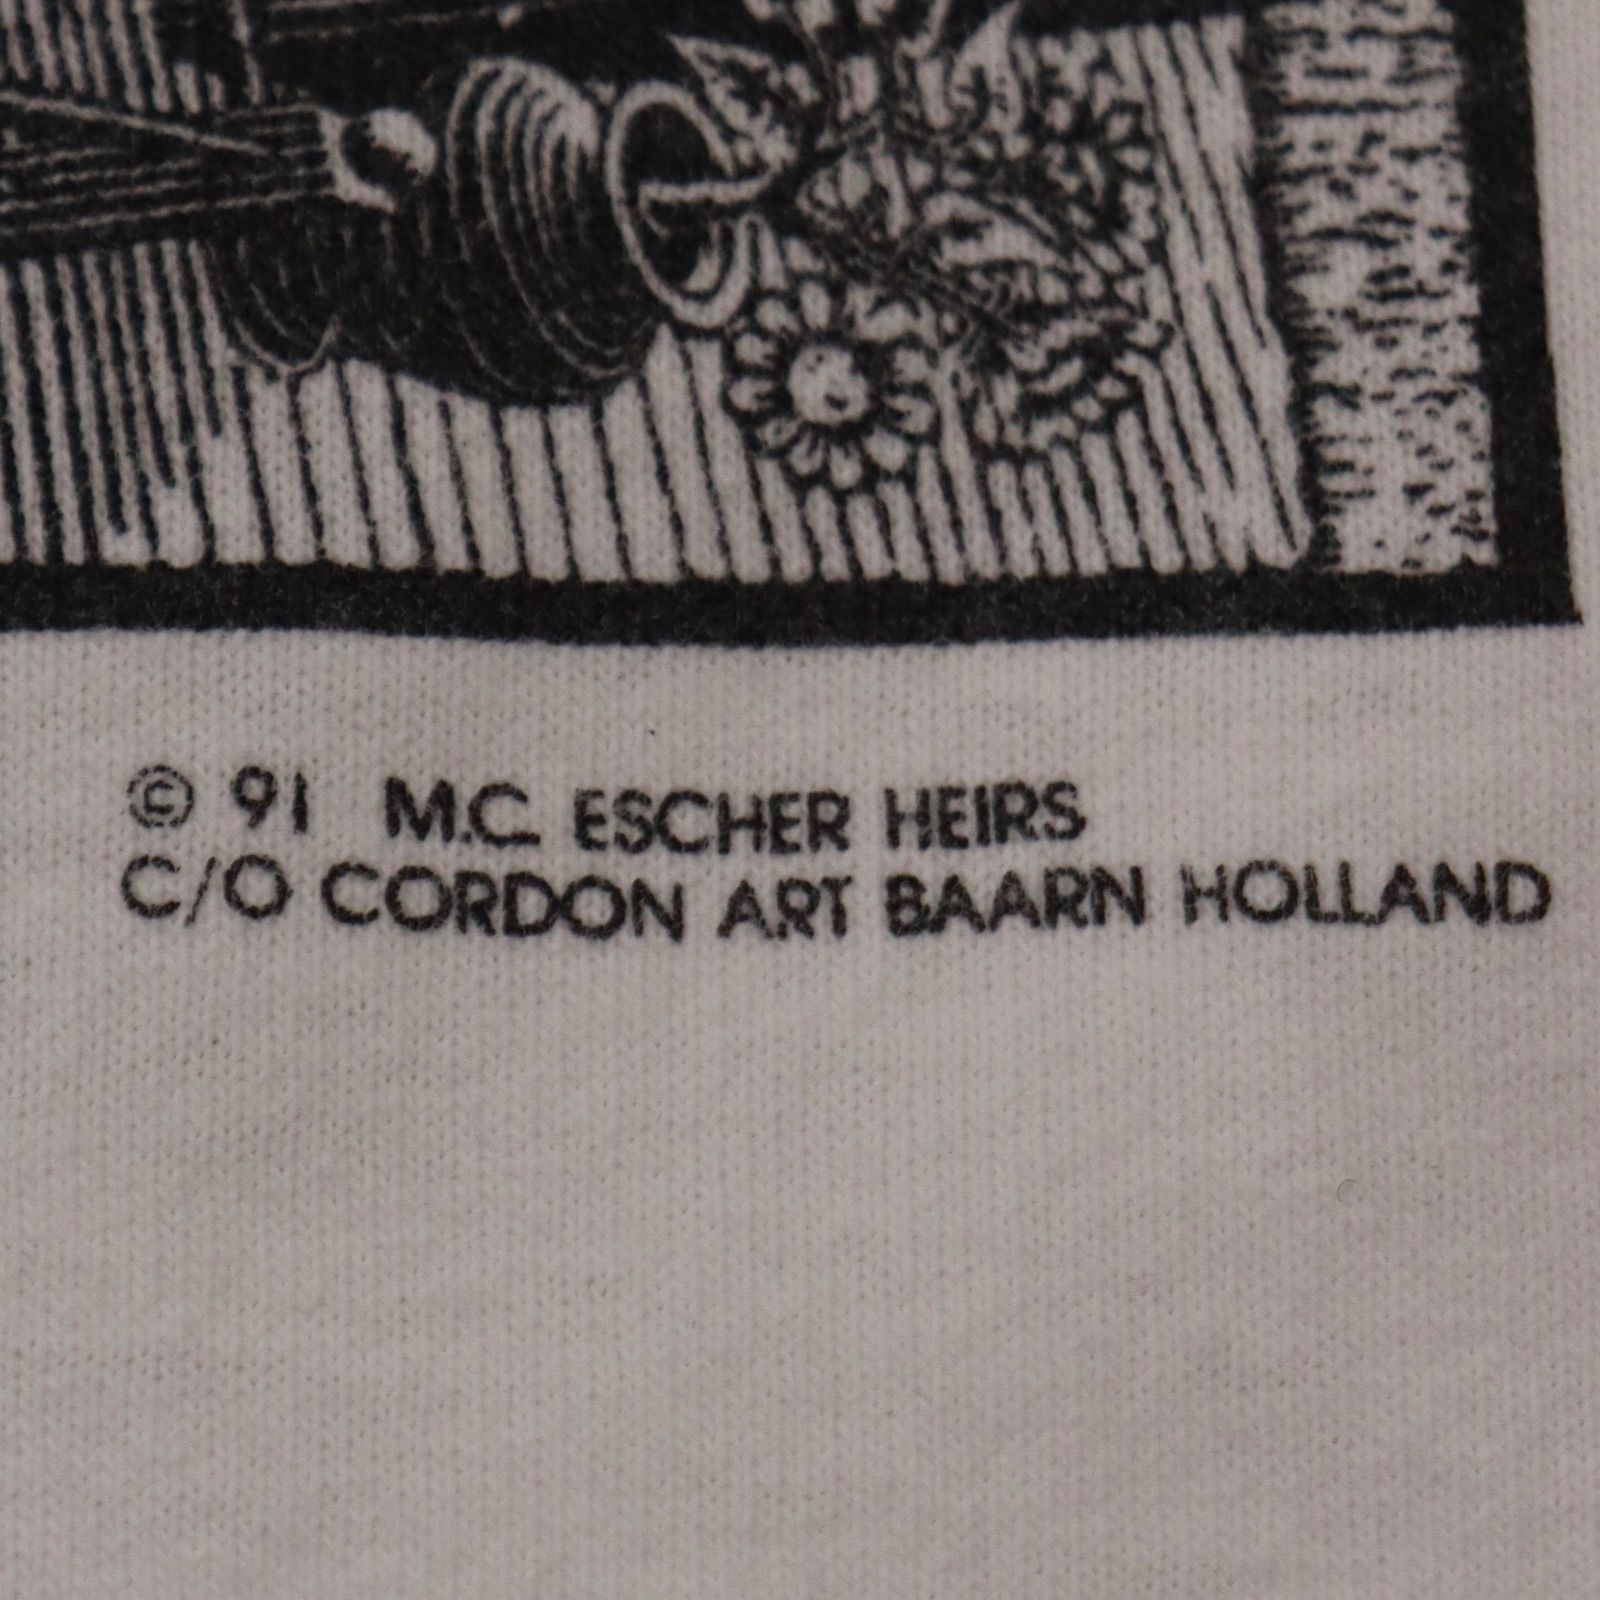 © 91 M.C. ESCHER HEIRS
C/O CORDON ART BAARN HOLLAND